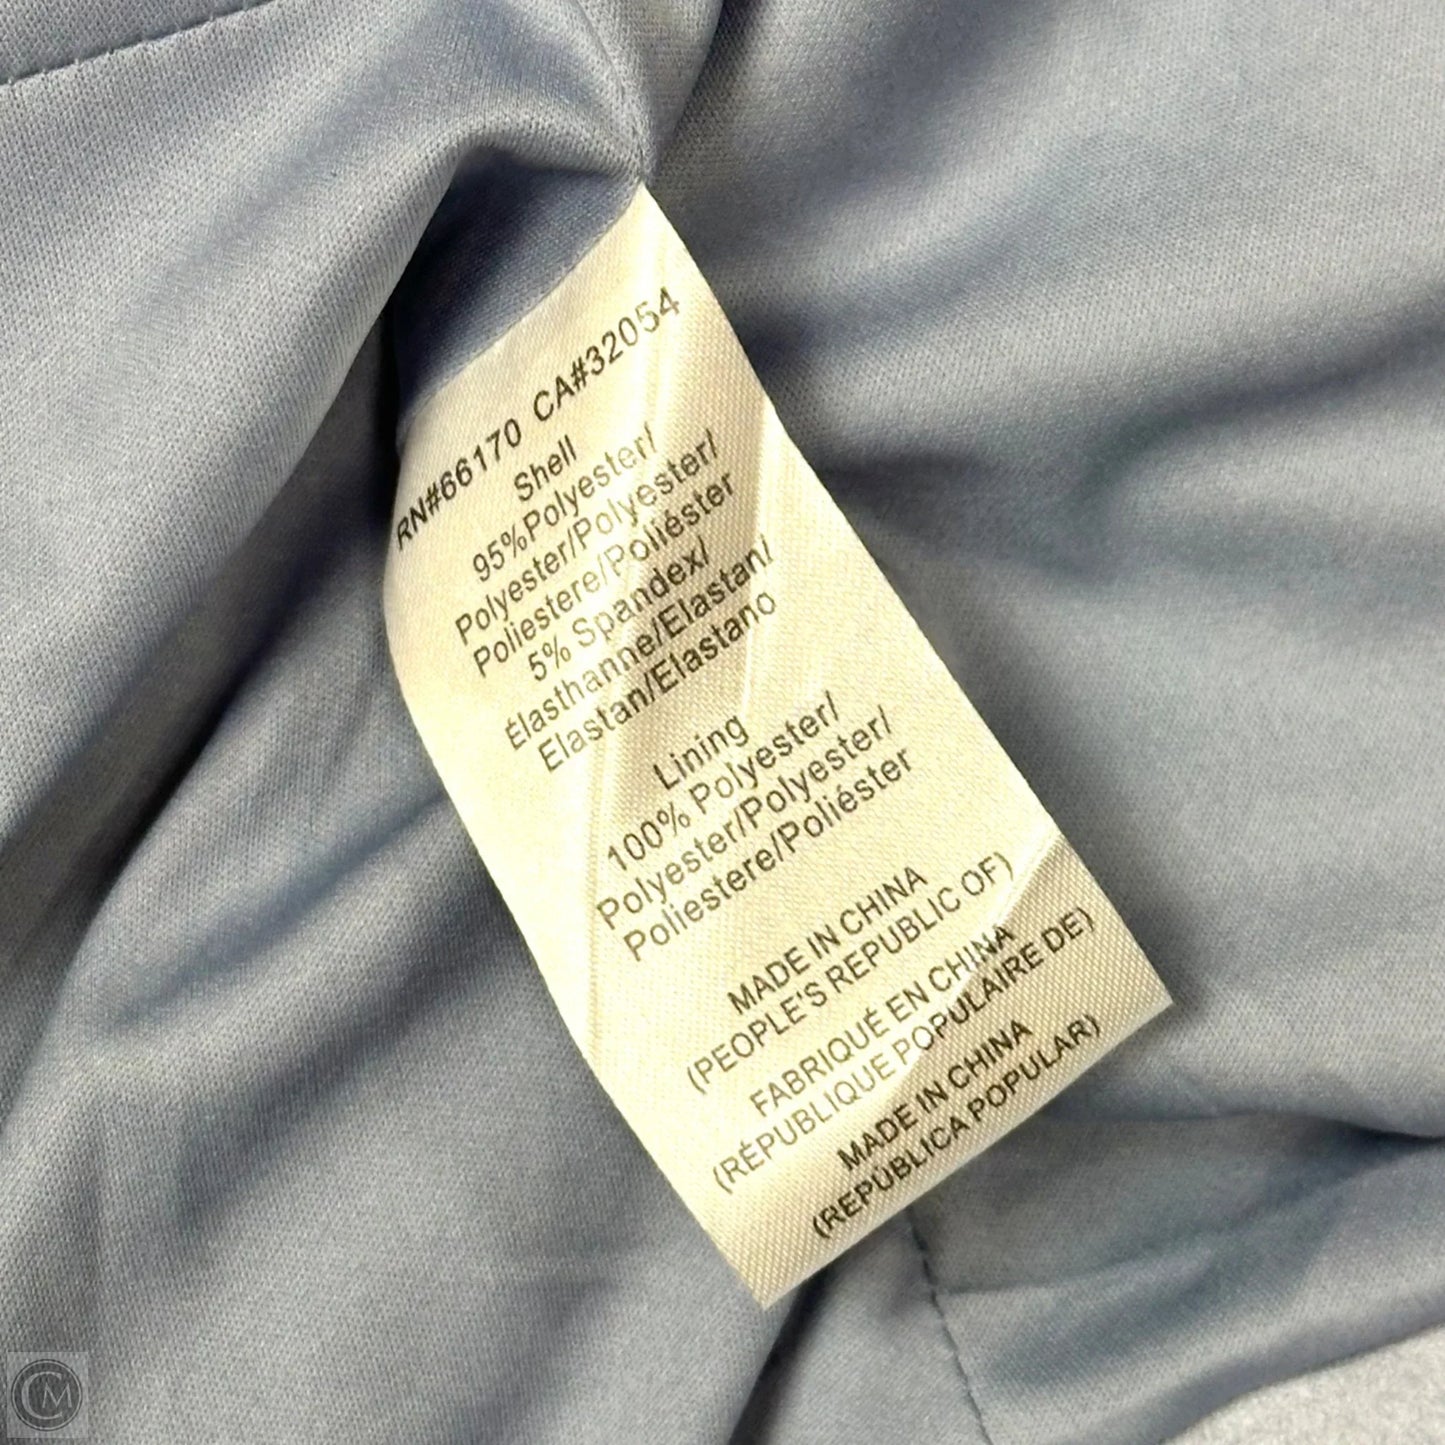 RN#66170 CA#32054
Shell
95%Polyester/
Polyester/Polyester/
Poliestere/Poliéster
5% Spandex/
Élasthanne/Elastan/
Elastan/Elastano
Lining
100% Polyester/
Polyester/Polyester/
Poliestere/Poliéster
MADE IN CHINA
(PEOPLE'S REPUBLIC OF)
FABRIQUÉ EN CHINA
(RÉPUBLIQUE POPULAIRE DE)
MADE IN CHINA
(REPÚBLICA POPULAR)
CM